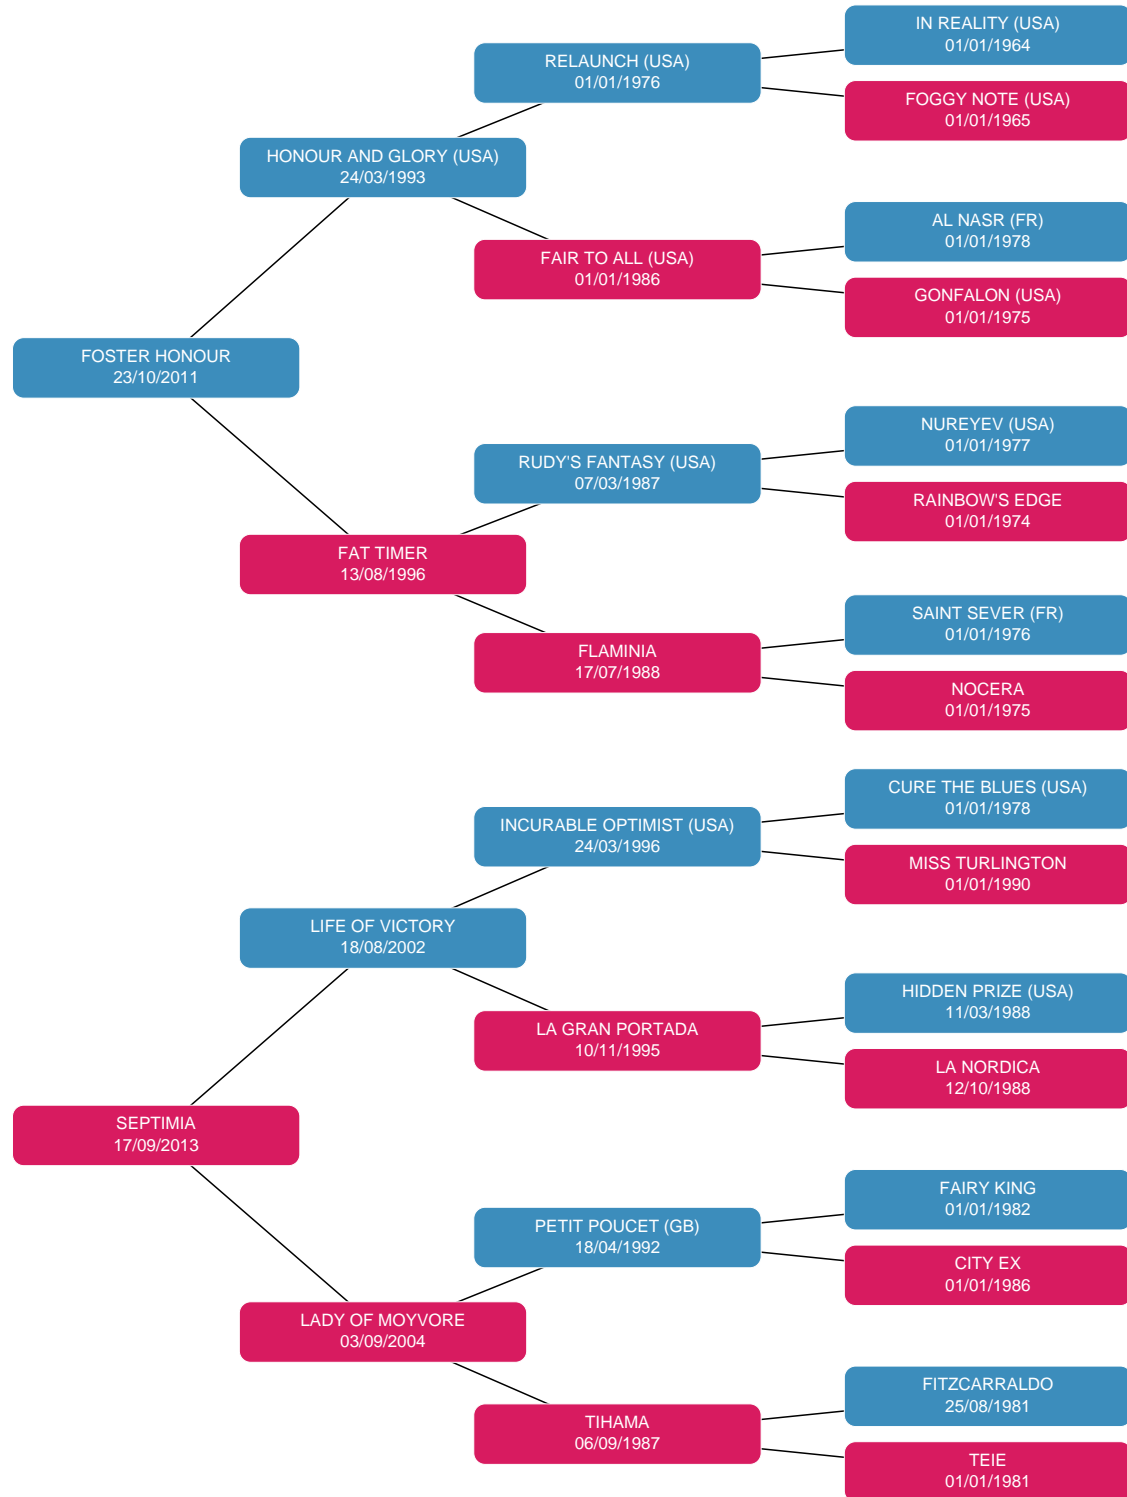 IN REALITY (USA)
01/01/1964
RELAUNCH (USA)
01/01/1976
FOGGY NOTE (USA)
01/01/1965
HONOUR AND GLORY (USA)
24/03/1993
AL NASR (FR)
01/01/1978
FAIR TO ALL (USA)
01/01/1986
GONFALON (USA)
01/01/1975
FOSTER HONOUR
23/10/2011
NUREYEV (USA)
01/01/1977
RUDY'S FANTASY (USA)
07/03/1987
RAINBOW'S EDGE
01/01/1974
FAT TIMER
13/08/1996
SAINT SEVER (FR)
01/01/1976
FLAMINIA
17/07/1988
NOCERA
01/01/1975
CURE THE BLUES (USA)
01/01/1978
INCURABLE OPTIMIST (USA)
24/03/1996
MISS TURLINGTON
01/01/1990
LIFE OF VICTORY
18/08/2002
HIDDEN PRIZE (USA)
11/03/1988
LA GRAN PORTADA
10/11/1995
LA NORDICA
12/10/1988
SEPTIMIA
17/09/2013
FAIRY KING
01/01/1982
PETIT POUCET (GB)
18/04/1992
CITY EX
01/01/1986
LADY OF MOYVORE
03/09/2004
FITZCARRALDO
25/08/1981
TIHAMA
06/09/1987
TEIE
01/01/1981